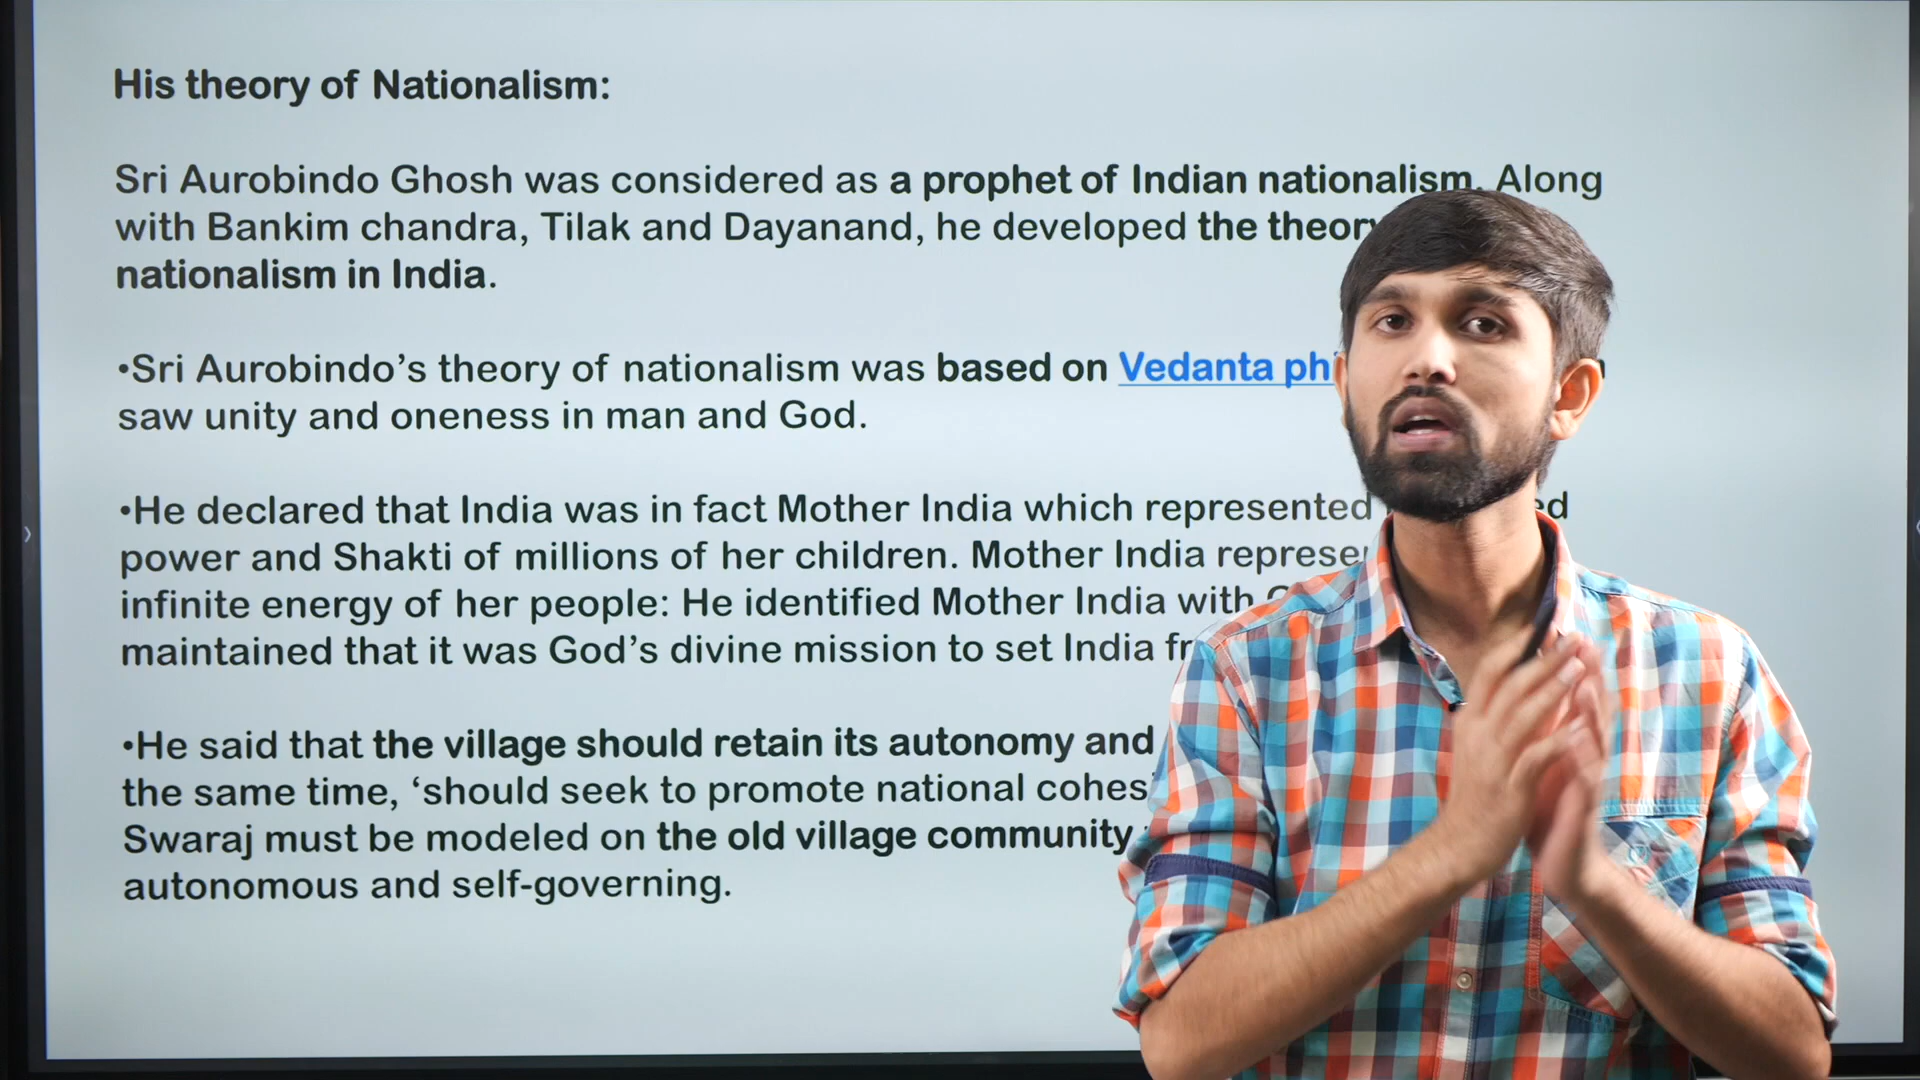 His theory of Nationalism:
Sri Aurobindo Ghosh was considered as a prophet of Indian nationalism. Along
with Bankim chandra, Tilak and Dayanand, he developed the
nationalism in India.
•Sri Aurobindo’s theory of nationalism was based on Vedanta
saw unity and oneness in man and God.
•He declared that India was in fact Mother India which represented
power and Shakti of millions of her children. Mother India
infinite energy of her people: He identified Mother India with
maintained that it was God’s divine mission to set India
•He said that the village should retain its autonomy and
the same time, ‘should seek to promote national
Swaraj must be modeled on the old village community
autonomous and self-governing.